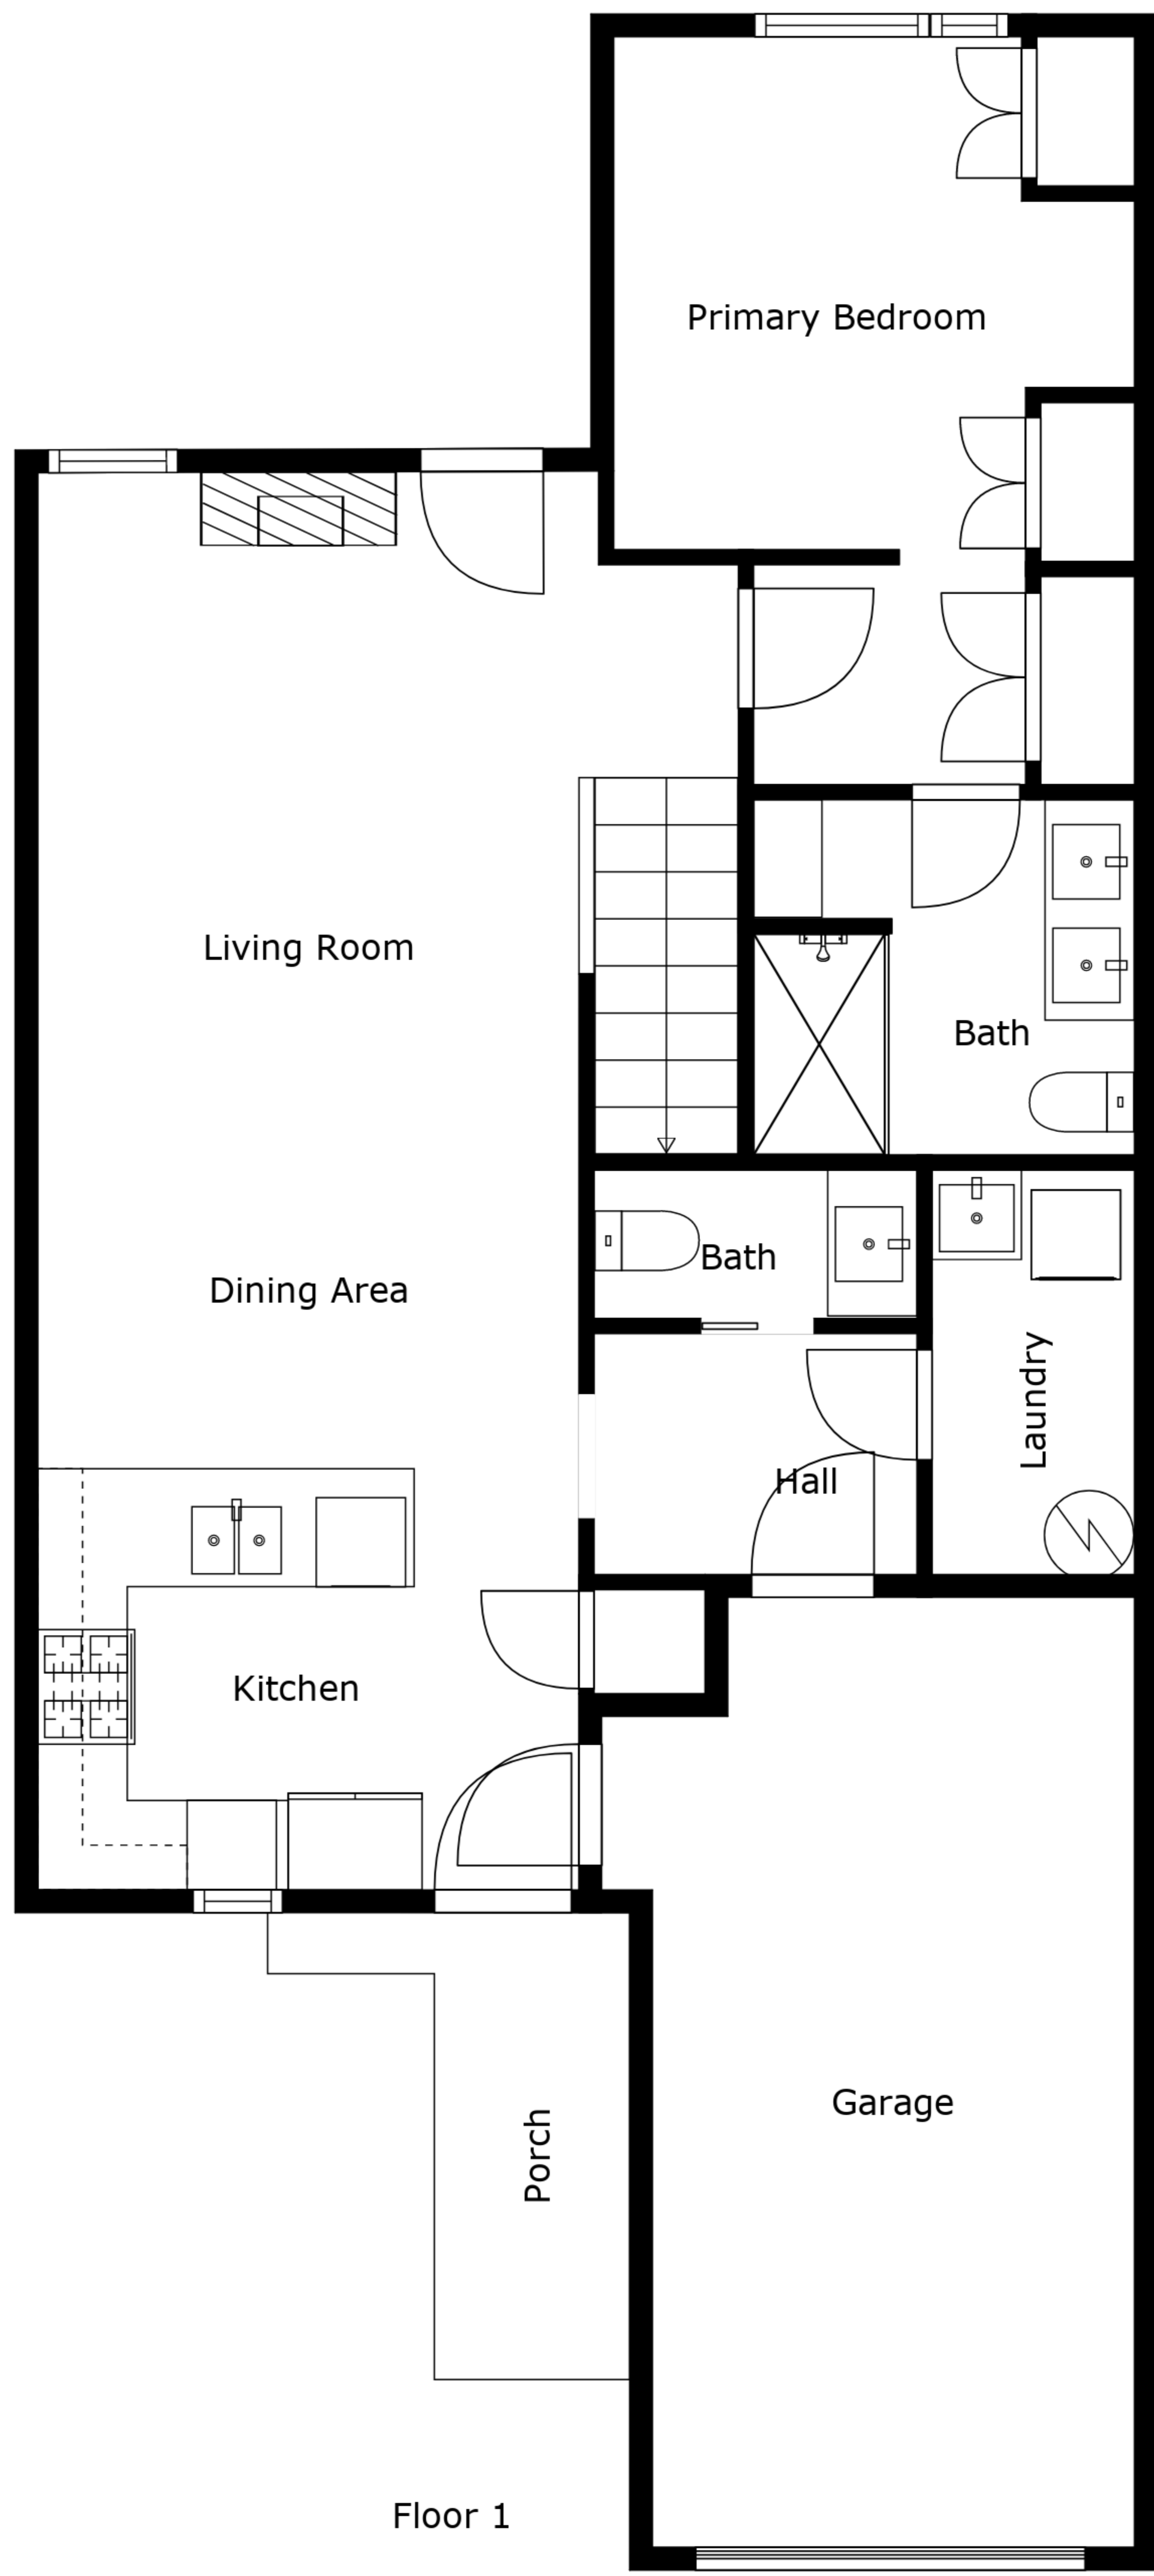 Primary Bedroom
Living Room
Bath
Bath
Dining Area
Laundry
Hall
Kitchen
Garage
Porch
Floor 1